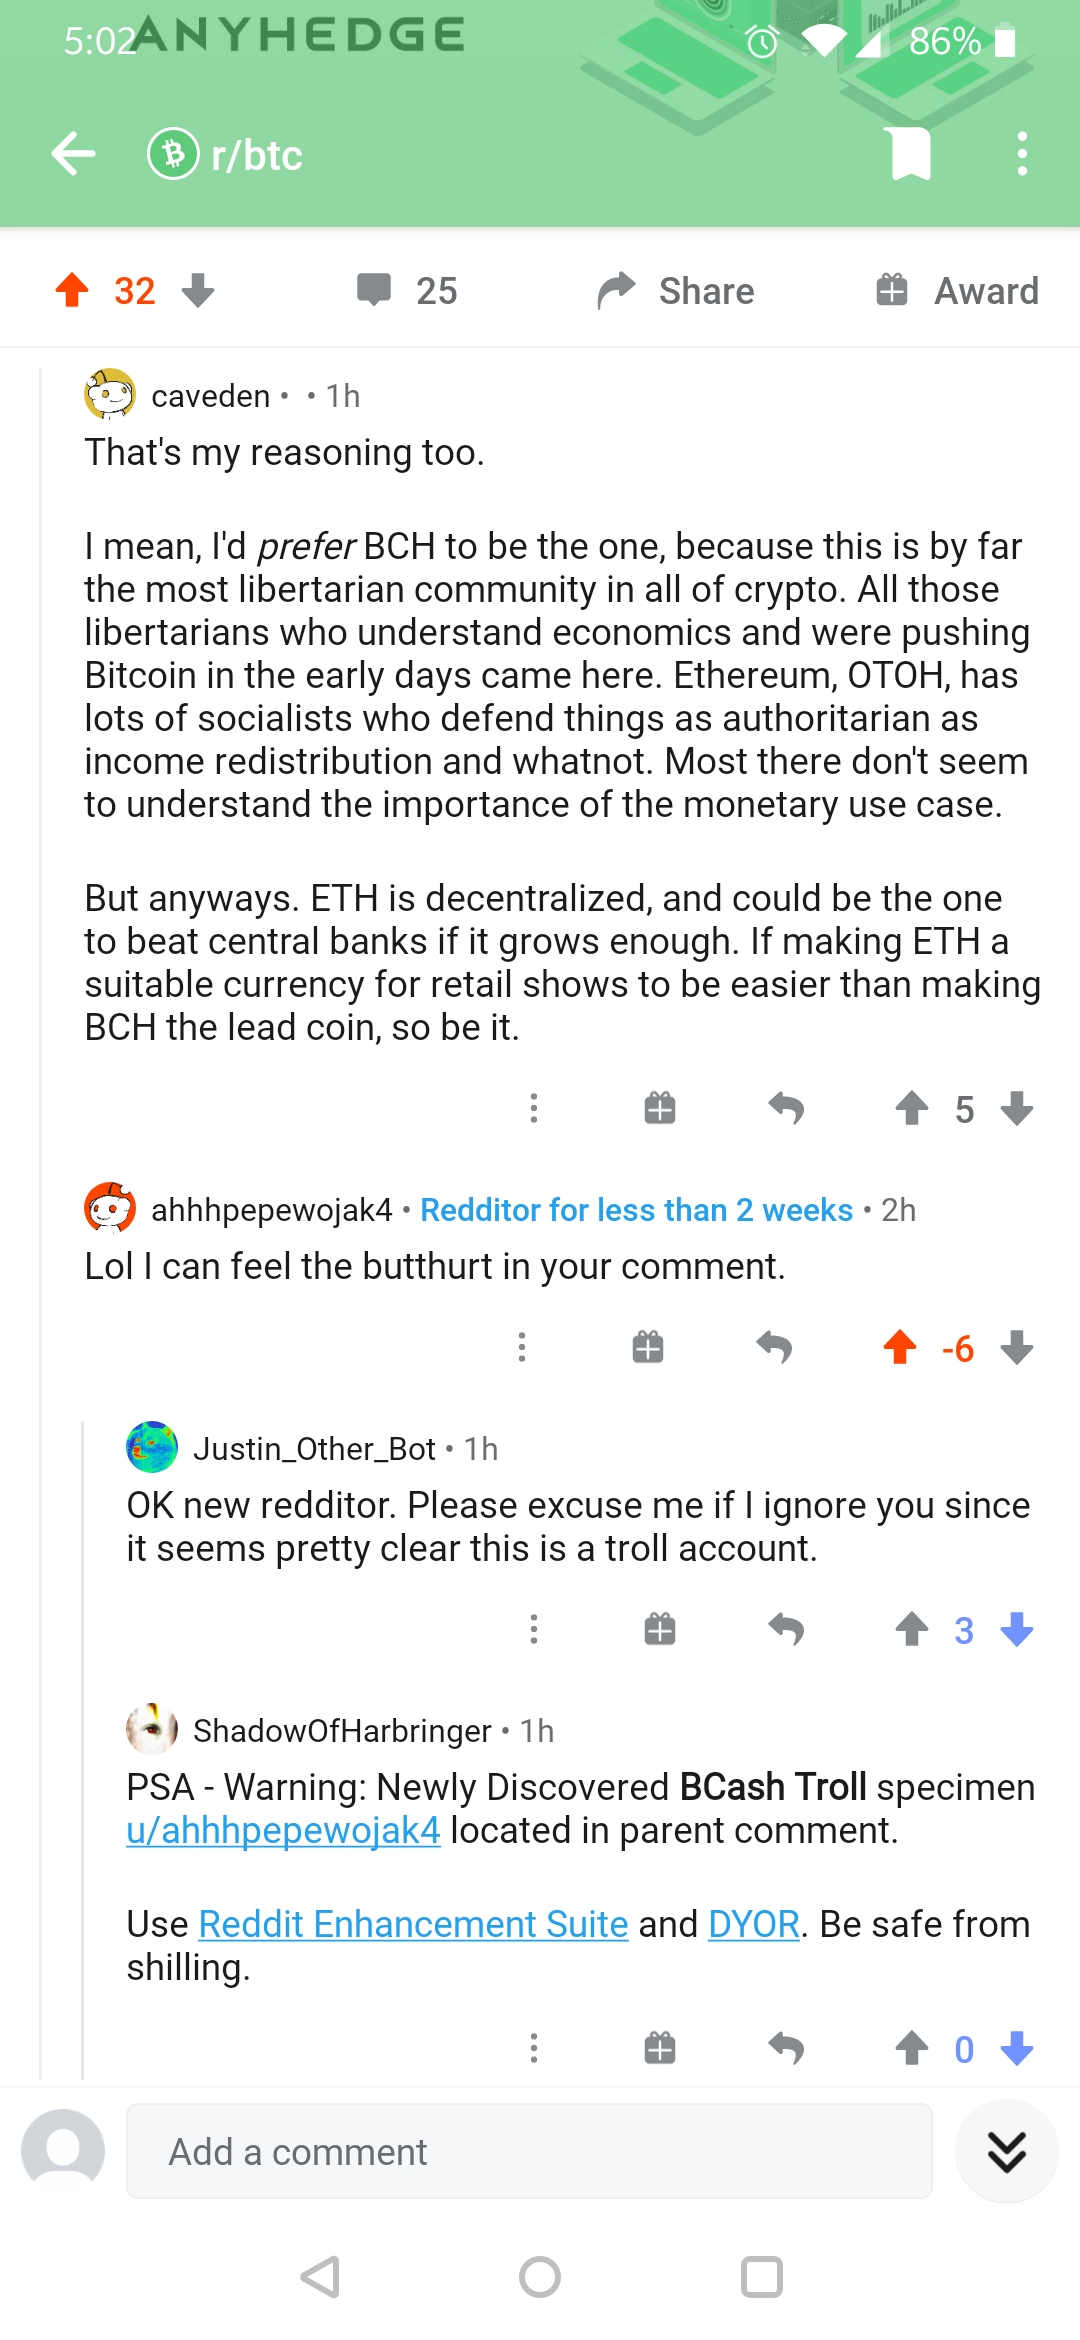 5:02
ANYHEDGE
86%
r/btc
32
25
Share
Award
caveden • • 1h
That's my reasoning too.
I mean, I'd prefer BCH to be the one, because this is by far
the most libertarian community in all of crypto. All those
libertarians who understand economics and were pushing
Bitcoin in the early days came here. Ethereum, OTOH, has
lots of socialists who defend things as authoritarian as
income redistribution and whatnot. Most there don't seem
to understand the importance of the monetary use case.
But anyways. ETH is decentralized, and could be the one
to beat central banks if it grows enough. If making ETH a
suitable currency for retail shows to be easier than making
BCH the lead coin, so be it.
5
ahhhpepewojak4 • Redditor for less than 2 weeks • 2h
Lol I can feel the butthurt in your comment.
-6
Justin_Other_Bot • 1h
OK new redditor. Please excuse me if I ignore you since
it seems pretty clear this is a troll account.
3
ShadowOfHarbringer • 1h
PSA - Warning: Newly Discovered BCash Troll specimen
u/ahhhpepewojak4 located in parent comment.
Use Reddit Enhancement Suite and DYOR. Be safe from
shilling.
0
Add a comment